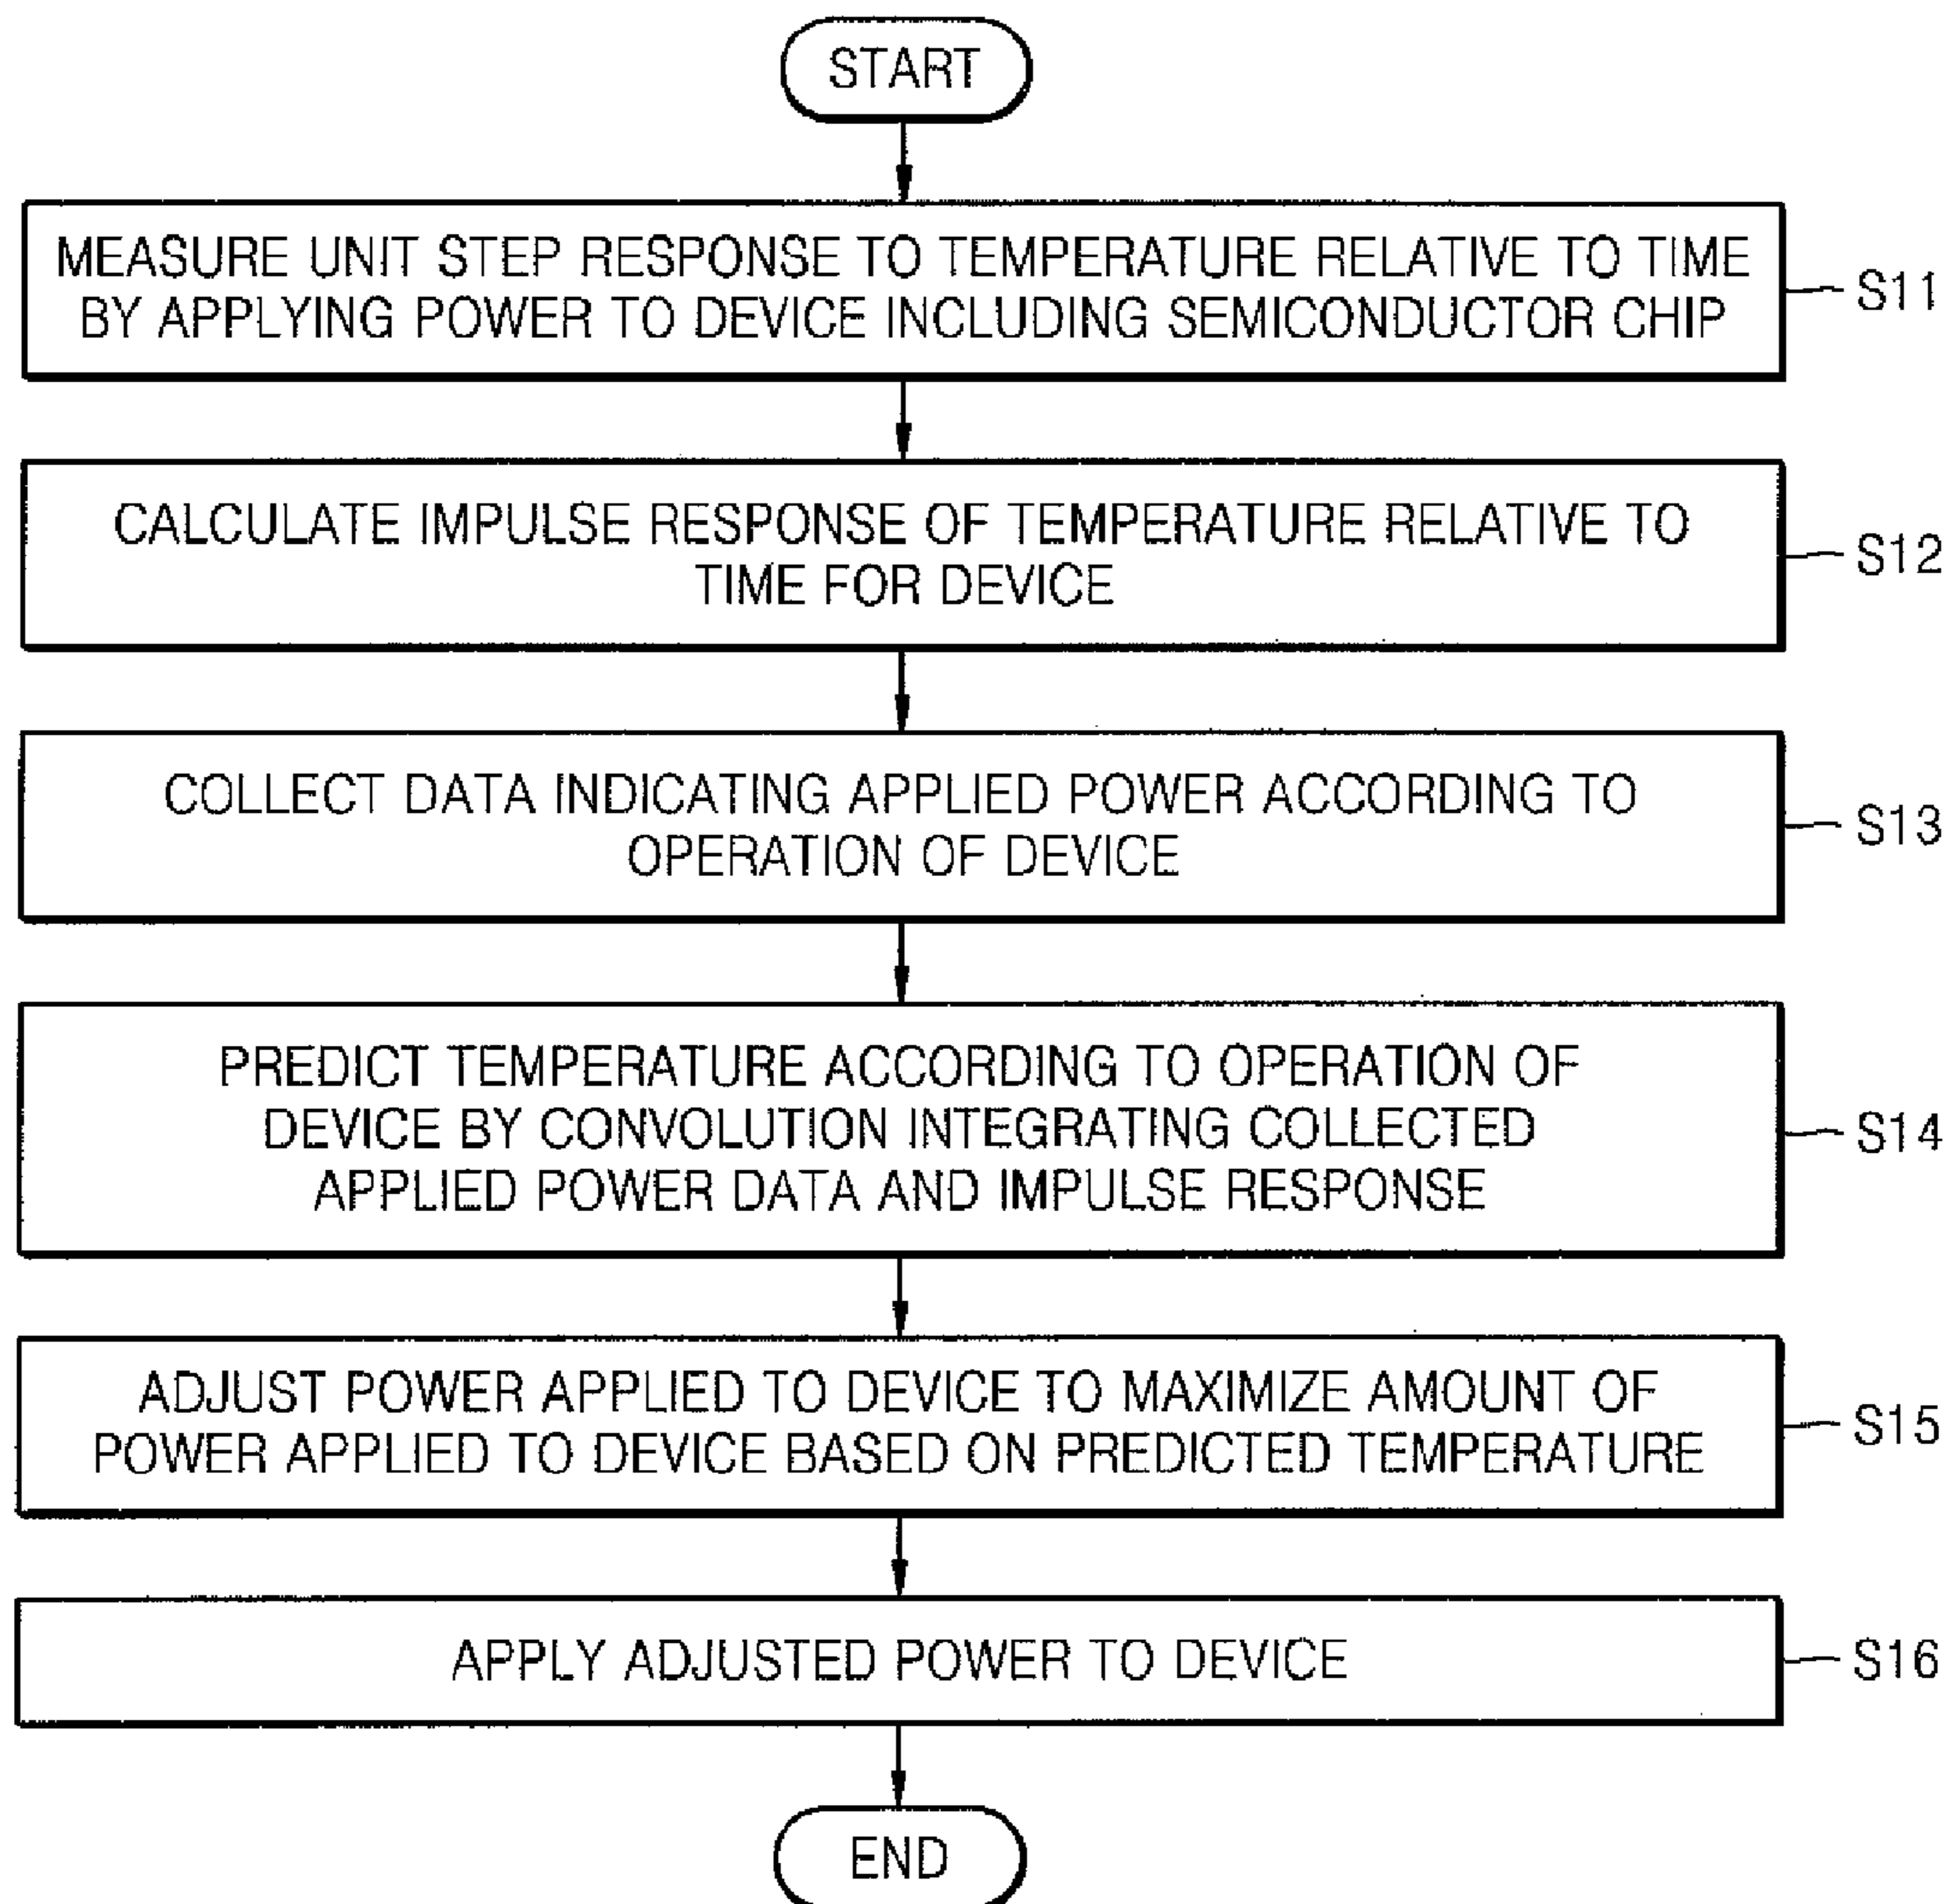 START
MEASURE UNIT STEP RESPONSE TO TEMPERATURE RELATIVE TO TIME
BY APPLYING POWER TO DEVICE INCLUDING SEMICONDUCTOR CHIP
S11
CALCULATE IMPULSE RESPONSE OF TEMPERATURE RELATIVE TO
TIME FOR DEVICE
S12
COLLECT DATA INDICATING APPLIED POWER ACCORDING TO
OPERATION OF DEVICE
S13
PREDICT TEMPERATURE ACCORDING TO OPERATION OF
DEVICE BY CONVOLUTION INTEGRATING COLLECTED
APPLIED POWER DATA AND IMPULSE RESPONSE
S14
ADJUST POWER APPLIED TO DEVICE TO MAXIMIZE AMOUNT OF
POWER APPLIED TO DEVICE BASED ON PREDICTED TEMPERATURE
S15
APPLY ADJUSTED POWER TO DEVICE
S16
END